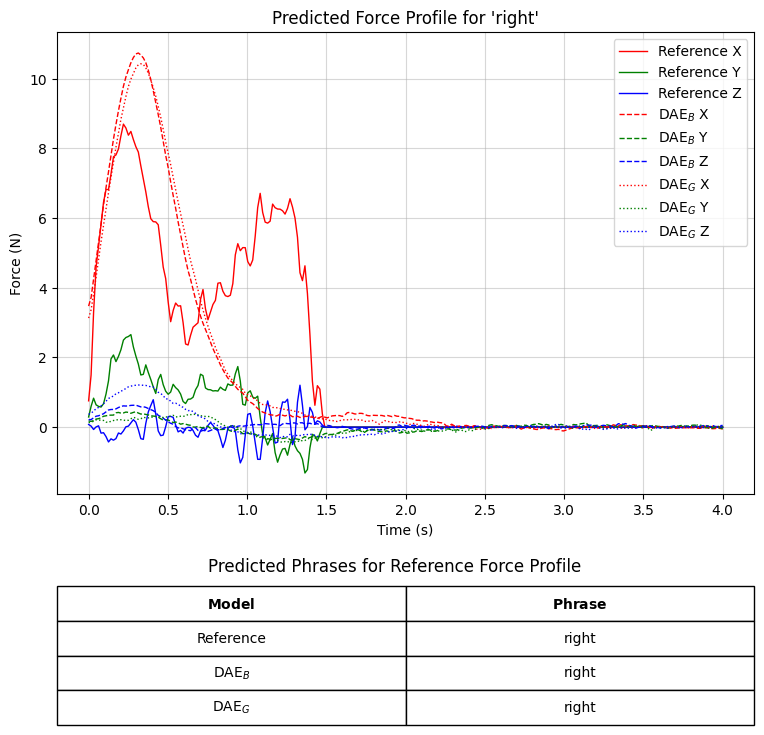 Predicted Force Profile for 'right'
Force (N)
10
8
6
4
2
0
Reference X
Reference Y
Reference Z
DAE_B X
DAE_B Y
DAE_B Z
DAE_G X
DAE_G Y
DAE_G Z
0.0 0.5 1.0 1.5 2.0 2.5 3.0 3.5 4.0
Time (s)
Predicted Phrases for Reference Force Profile
Model Phrase
Reference right
DAE_B right
DAE_G right